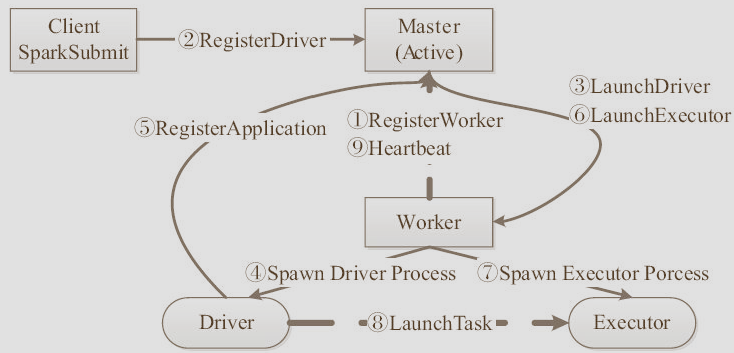 Client
SparkSubmit
②RegisterDriver
Master
(Active)
③LaunchDriver
⑥LaunchExecutor
⑤RegisterApplication
①RegisterWorker
⑨Heartbeat
Worker
④Spawn Driver Process
⑦Spawn Executor Porcess
Driver
⑧LaunchTask
Executor